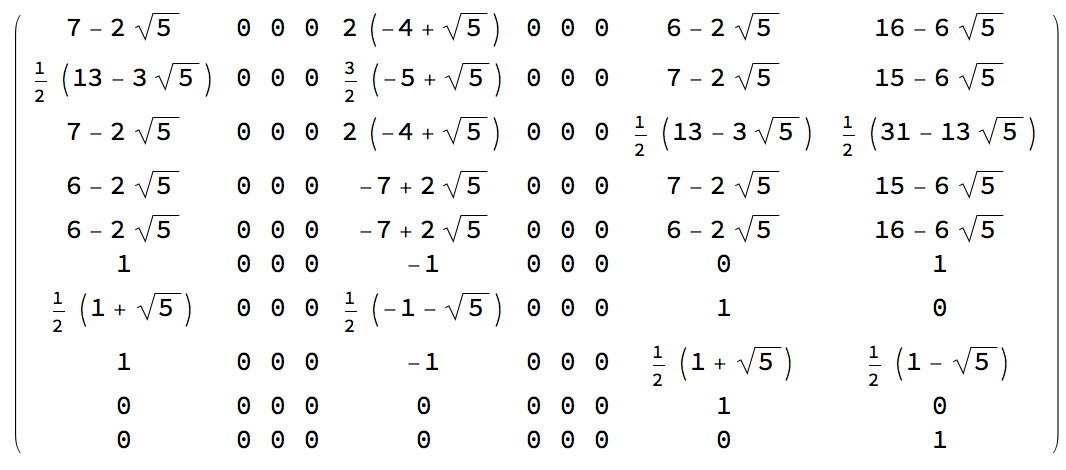 7 − 2 √5 0 0 0 2 (−4 + √5) 0 0 0 6 − 2 √5 16 − 6 √5
1/2 (13 − 3 √5) 0 0 0 3/2 (−5 + √5) 0 0 0 7 − 2 √5 15 − 6 √5
7 − 2 √5 0 0 0 2 (−4 + √5) 0 0 0 1/2 (13 − 3 √5) 1/2 (31 − 13 √5)
6 − 2 √5 0 0 0 −7 + 2 √5 0 0 0 7 − 2 √5 15 − 6 √5
6 − 2 √5 0 0 0 −7 + 2 √5 0 0 0 6 − 2 √5 16 − 6 √5
1 0 0 0 −1 0 0 0 0 1
1/2 (1 + √5) 0 0 0 1/2 (−1 − √5) 0 0 0 1 0
1 0 0 0 −1 0 0 0 1/2 (1 + √5) 1/2 (1 − √5)
0 0 0 0 0 0 0 0 1 0
0 0 0 0 0 0 0 0 0 1